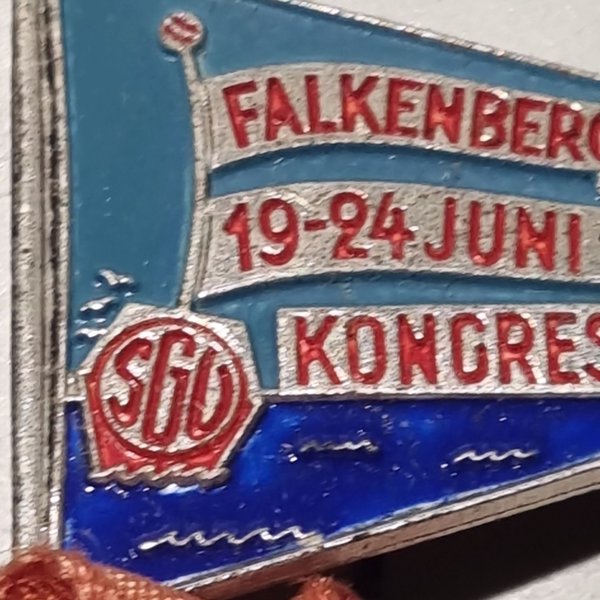 FALKENBERG
19-24 JUNI
KONGRES
SGU